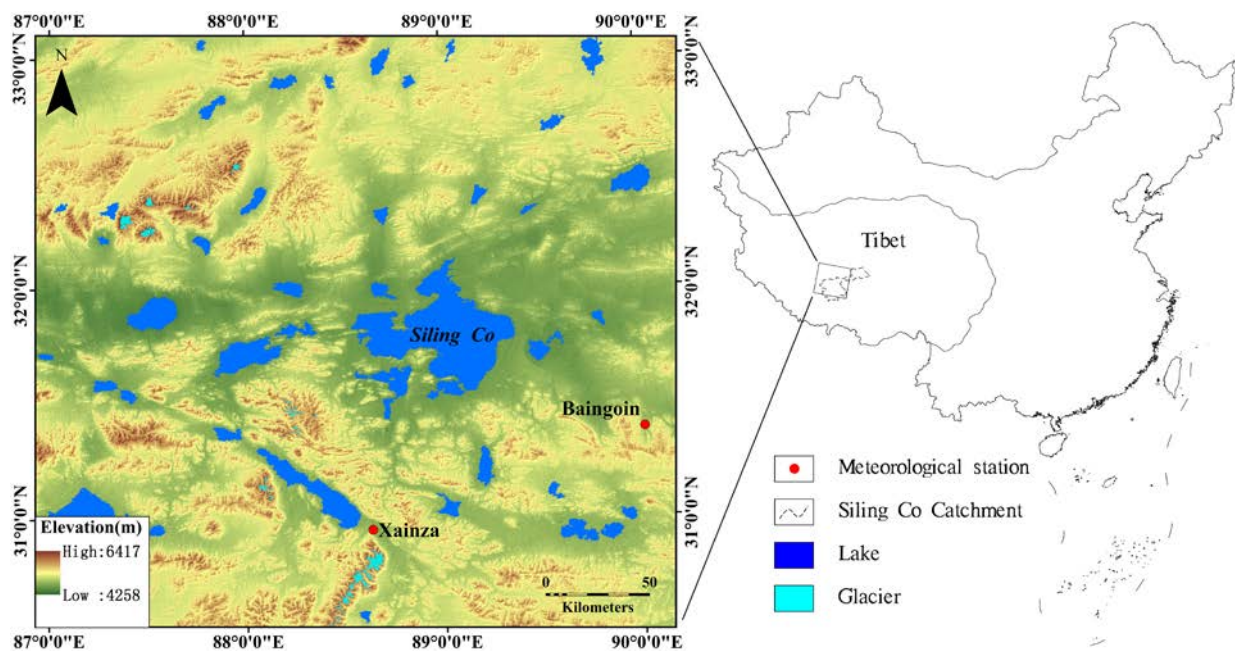 87°0'0"E 88°0'0"E 89°0'0"E 90°0'0"E
33°0'0"N
32°0'0"N
31°0'0"N
N
Siling Co
Baingoin
Xainza
Elevation(m)
High:6417
Low :4258
0 50
Kilometers
33°0'0"N
32°0'0"N
31°0'0"N
87°0'0"E 88°0'0"E 89°0'0"E 90°0'0"E
Tibet
Meteorological station
Siling Co Catchment
Lake
Glacier